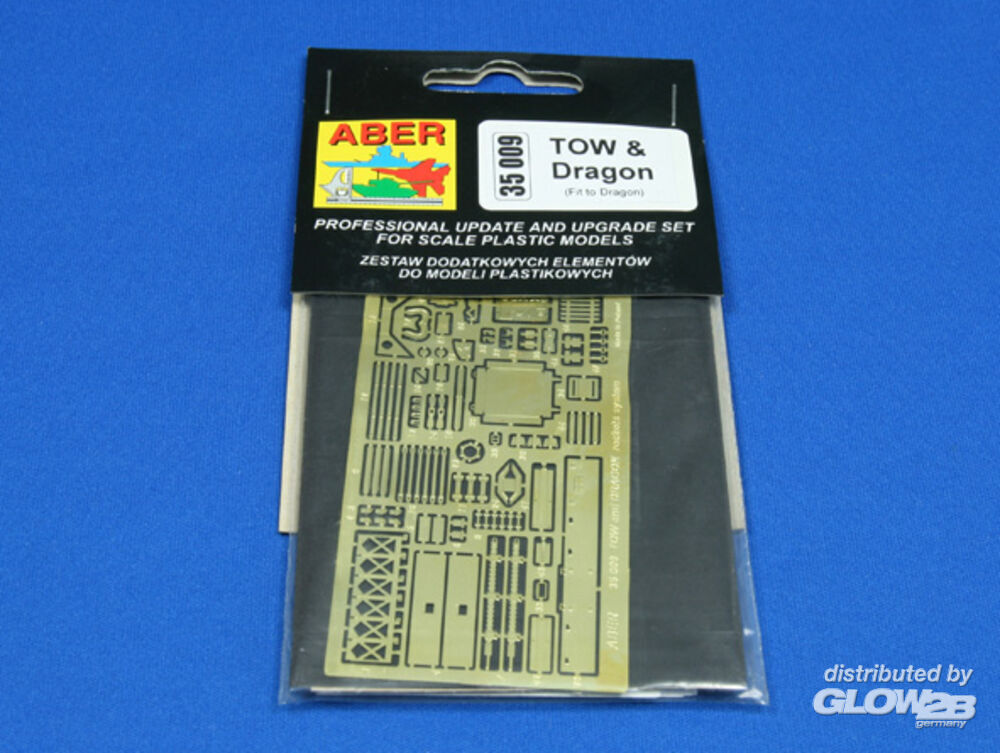 ABER
35 009
TOW &
Dragon
(Fit to Dragon)
PROFESSIONAL UPDATE AND UPGRADE SET
FOR SCALE PLASTIC MODELS
ZESTAW DODATKOWYCH ELEMENTÓW
DO MODELI PLASTIKOWYCH
ABER 35 009 TOW and DRAGON rockets system
distributed by
GLOW2B
germany